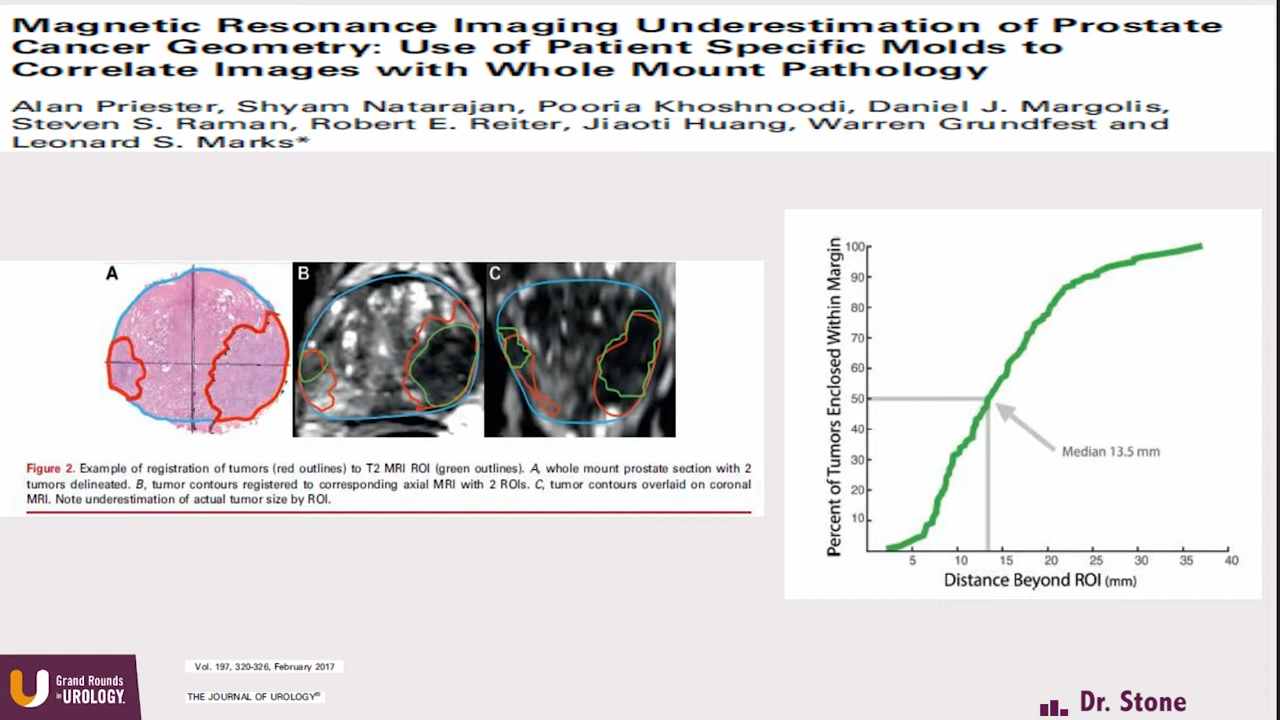 Magnetic Resonance Imaging Underestimation of Prostate
Cancer Geometry: Use of Patient Specific Molds to
Correlate Images with Whole Mount Pathology
Alan Priester, Shyam Natarajan, Pooria Khoshnoodi, Daniel J. Margolis,
Steven S. Raman, Robert E. Reiter, Jiaoti Huang, Warren Grundfest and
Leonard S. Marks*
A
B
C
Figure 2. Example of registration of tumors (red outlines) to T2 MRI ROI (green outlines). A, whole mount prostate section with 2
tumors delineated. B, tumor contours registered to corresponding axial MRI with 2 ROIs. C, tumor contours overlaid on coronal
MRI. Note underestimation of actual tumor size by ROI.
Percent of Tumors Enclosed Within Margin
100
90
80
70
60
50
40
30
20
10
Median 13.5 mm
5 10 15 20 25 30 35 40
Distance Beyond ROI (mm)
Grand Rounds
in UROLOGY.
Vol. 197, 320-326, February 2017
THE JOURNAL OF UROLOGY®
Dr. Stone